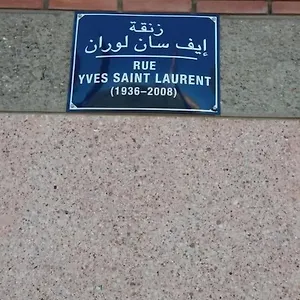 زنقة
إيف سان لوران
RUE
YVES SAINT LAURENT
(1936–2008)